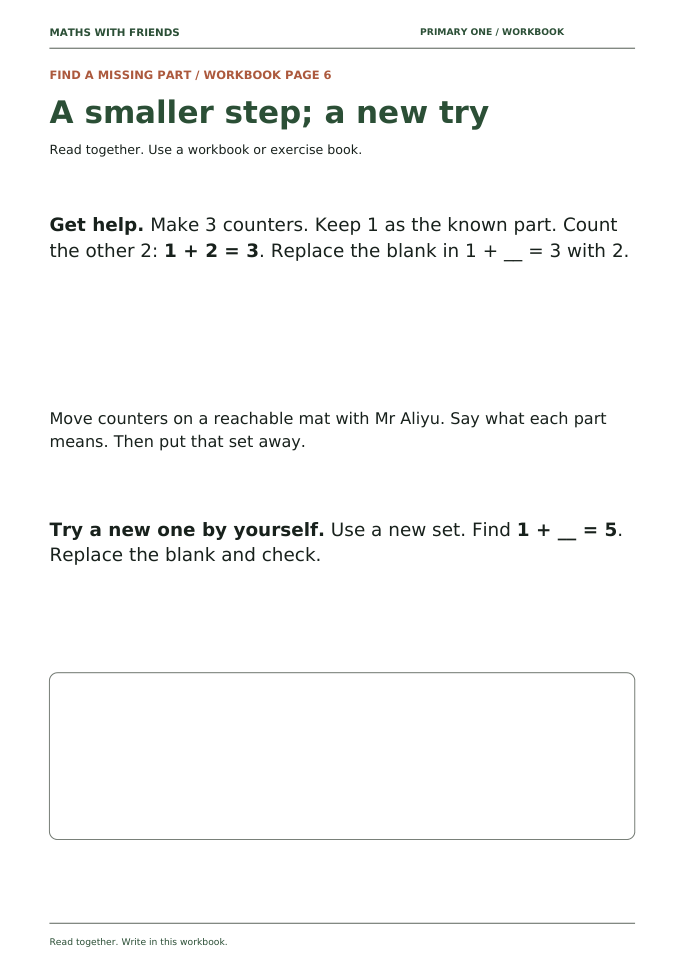 MATHS WITH FRIENDS
PRIMARY ONE / WORKBOOK
FIND A MISSING PART / WORKBOOK PAGE 6
A smaller step; a new try
Read together. Use a workbook or exercise book.
Get help. Make 3 counters. Keep 1 as the known part. Count
the other 2: 1 + 2 = 3. Replace the blank in 1 + __ = 3 with 2.
Move counters on a reachable mat with Mr Aliyu. Say what each part
means. Then put that set away.
Try a new one by yourself. Use a new set. Find 1 + __ = 5.
Replace the blank and check.
Read together. Write in this workbook.